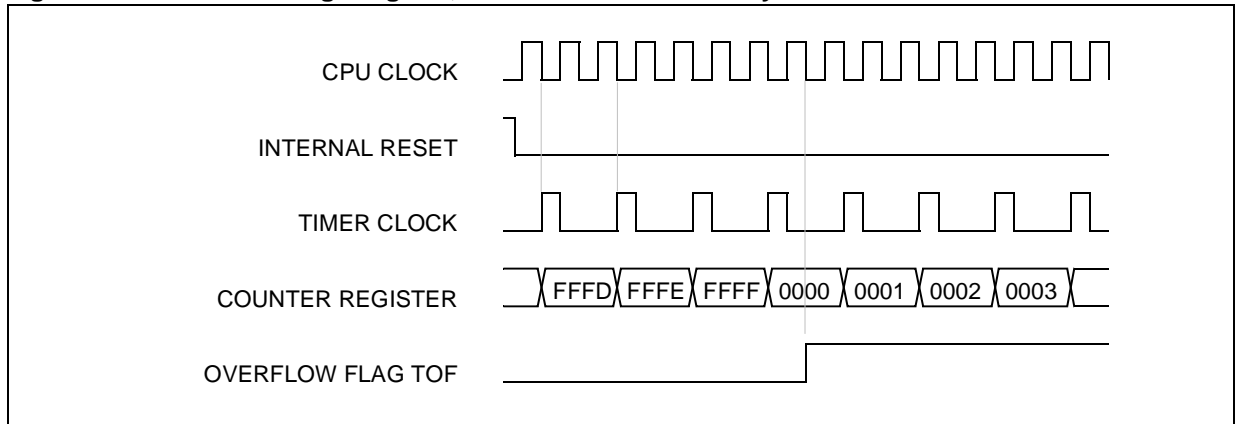 CPU CLOCK
INTERNAL RESET
TIMER CLOCK
COUNTER REGISTER FFFD FFFE FFFF 0000 0001 0002 0003
OVERFLOW FLAG TOF